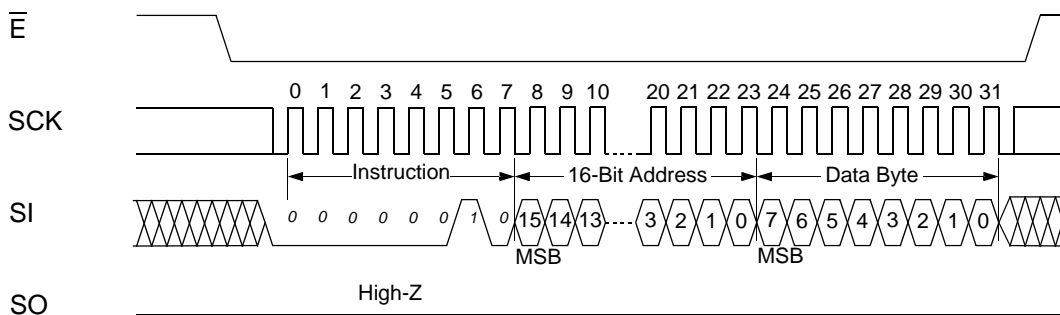 E
0 1 2 3 4 5 6 7 8 9 10 20 21 22 23 24 25 26 27 28 29 30 31
SCK
Instruction 16-Bit Address Data Byte
SI
0 0 0 0 0 0 1 0 15 14 13 3 2 1 0 7 6 5 4 3 2 1 0
MSB MSB
High-Z
SO